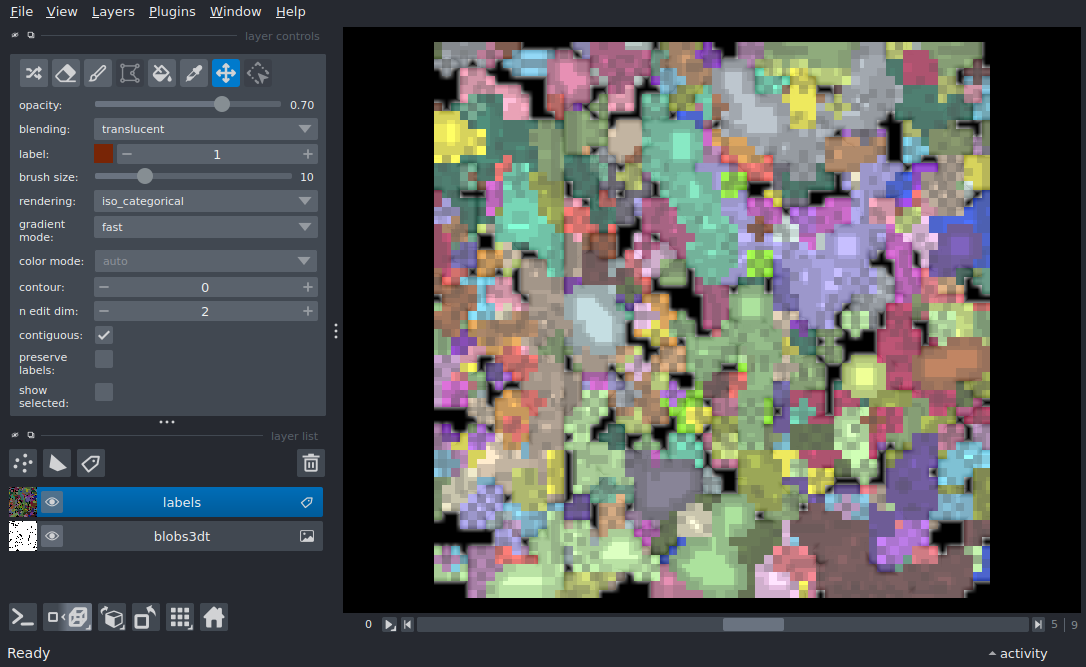 File View Layers Plugins Window Help
layer controls
opacity: 0.70
blending: translucent
label: 1
brush size: 10
rendering: iso_categorical
gradient
mode: fast
color mode: auto
contour: 0
n edit dim: 2
contiguous:
preserve
labels:
show
selected:
layer list
labels
blobs3dt
0 5 | 9
Ready activity